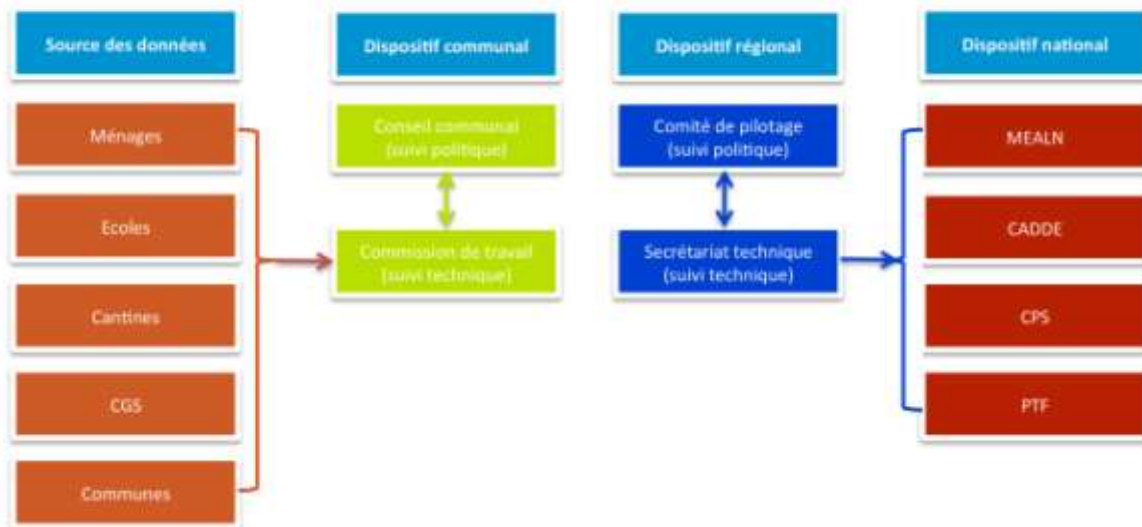 Source des données
Dispositif communal
Dispositif régional
Dispositif national
Ménages
Ecoles
Cantines
CGS
Communes
Conseil communal
(suivi politique)
Commission de travail
(suivi technique)
Comité de pilotage
(suivi politique)
Secrétariat technique
(suivi technique)
MEALN
CADDE
CPS
PTF